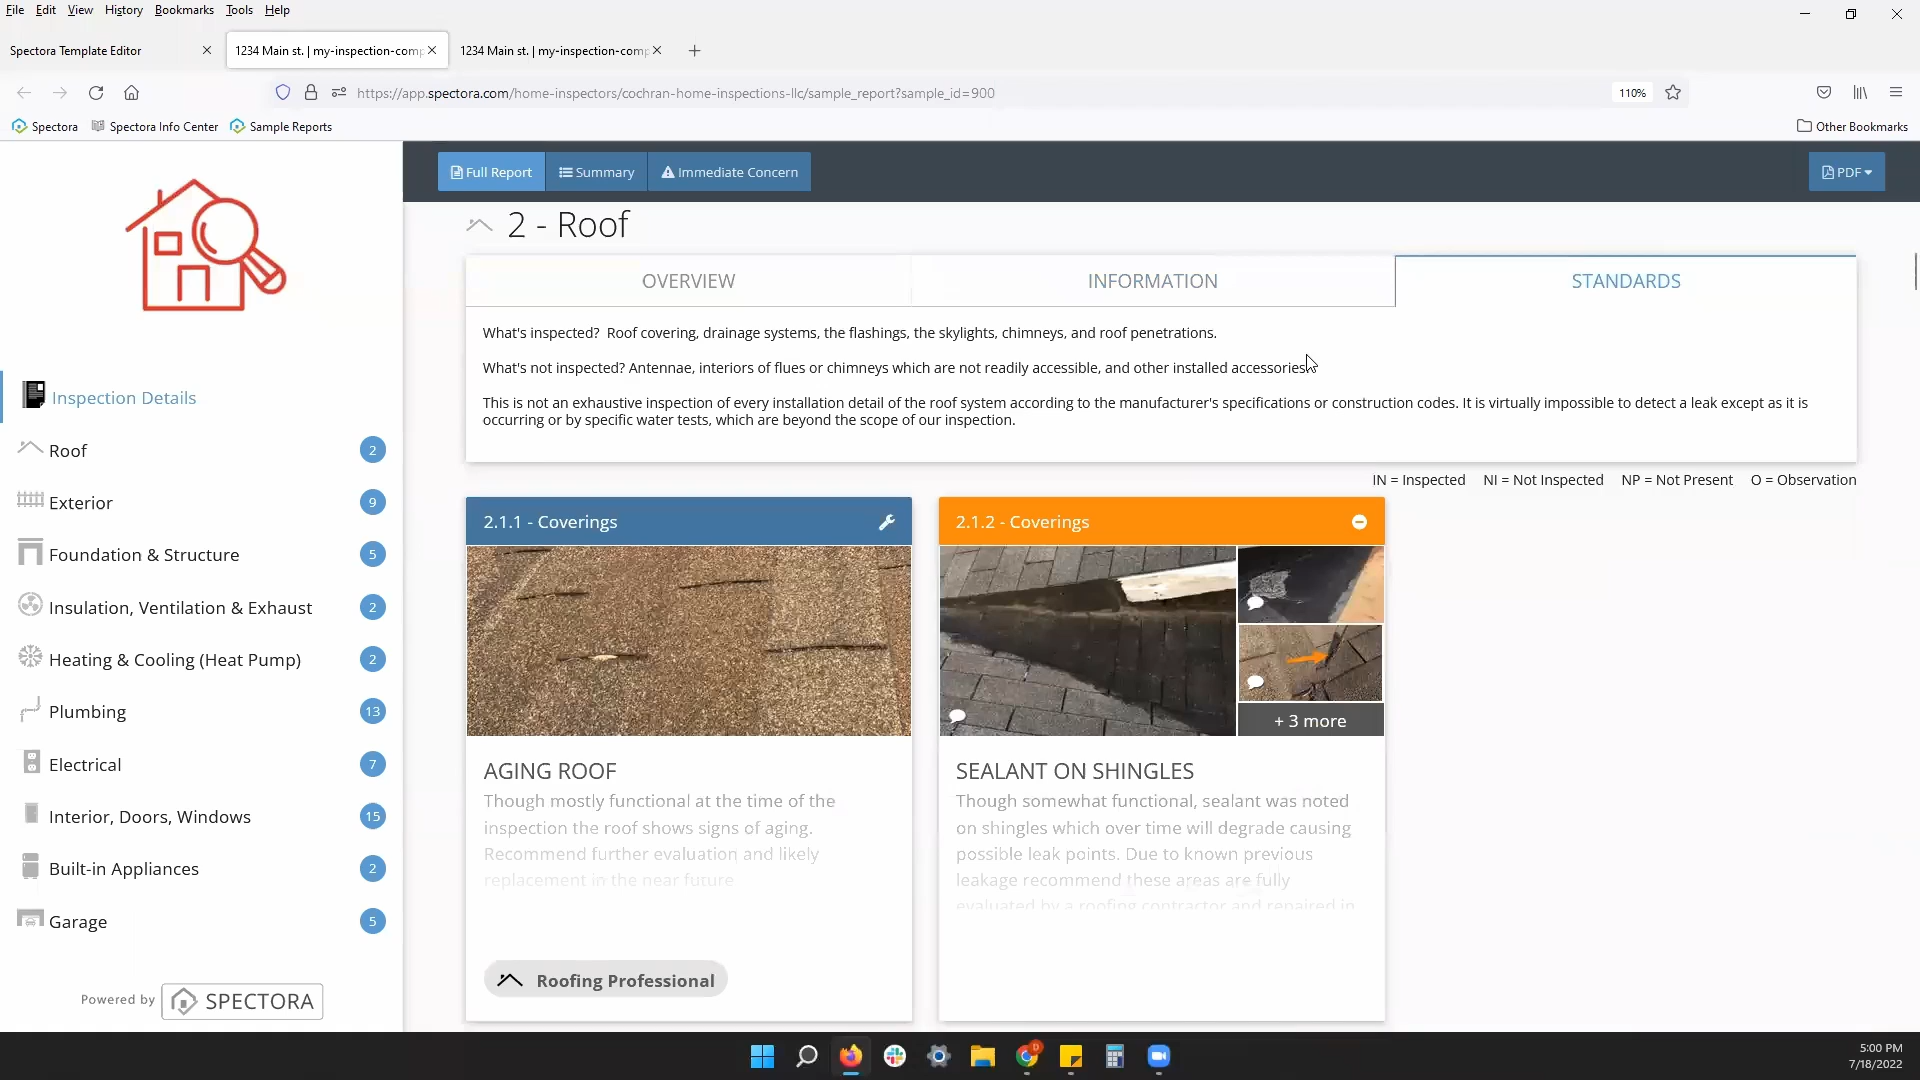 File Edit View History Bookmarks Tools Help
Spectora Template Editor
1234 Main st. | my-inspection-comp
1234 Main st. | my-inspection-comp
https://app.spectora.com/home-inspectors/cochran-home-inspections-llc/sample_report?sample_id=900
110%
Spectora
Spectora Info Center
Sample Reports
Other Bookmarks
Full Report
Summary
Immediate Concern
PDF
2 - Roof
OVERVIEW
INFORMATION
STANDARDS
What's inspected?  Roof covering, drainage systems, the flashings, the skylights, chimneys, and roof penetrations.
What's not inspected? Antennae, interiors of flues or chimneys which are not readily accessible, and other installed accessories.
This is not an exhaustive inspection of every installation detail of the roof system according to the manufacturer's specifications or construction codes. It is virtually impossible to detect a leak except as it is
occurring or by specific water tests, which are beyond the scope of our inspection.
IN = Inspected NI = Not Inspected NP = Not Present O = Observation
Inspection Details
Roof 2
Exterior 9
Foundation & Structure 5
Insulation, Ventilation & Exhaust 2
Heating & Cooling (Heat Pump) 2
Plumbing 13
Electrical 7
Interior, Doors, Windows 15
Built-in Appliances 2
Garage 5
Powered by SPECTORA
2.1.1 - Coverings
AGING ROOF
Though mostly functional at the time of the
inspection the roof shows signs of aging.
Recommend further evaluation and likely
replacement in the near future
Roofing Professional
2.1.2 - Coverings
+ 3 more
SEALANT ON SHINGLES
Though somewhat functional, sealant was noted
on shingles which over time will degrade causing
possible leak points. Due to known previous
leakage recommend these areas are fully
evaluated by a roofing contractor and repaired in
5:00 PM
7/18/2022